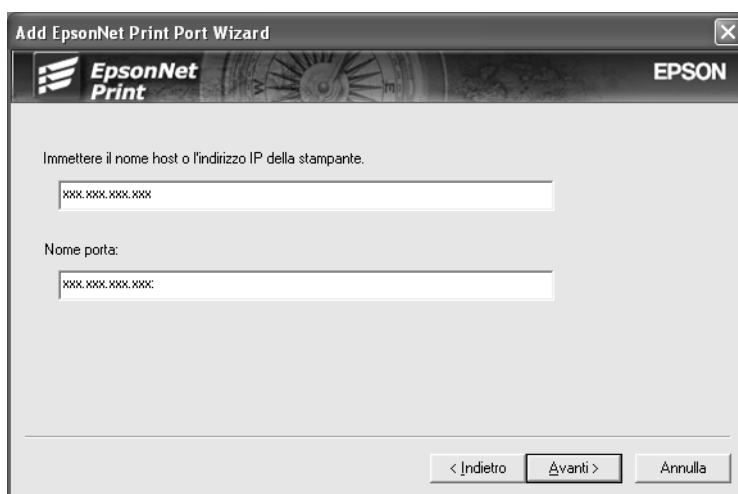 Add EpsonNet Print Port Wizard
EpsonNet
Print
EPSON
Immettere il nome host o l'indirizzo IP della stampante.
xxx.xxx.xxx.xxx
Nome porta:
xxx.xxx.xxx.xxx:
< Indietro
Avanti >
Annulla